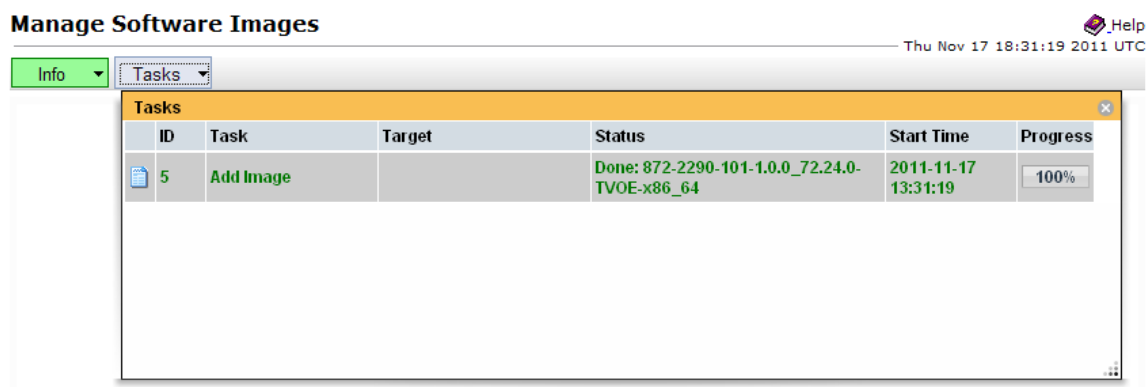 Manage Software Images
Help
Thu Nov 17 18:31:19 2011 UTC
Info
Tasks
Tasks
ID Task Target Status Start Time Progress
5 Add Image Done: 872-2290-101-1.0.0_72.24.0- 2011-11-17 100%
TVOE-x86_64 13:31:19